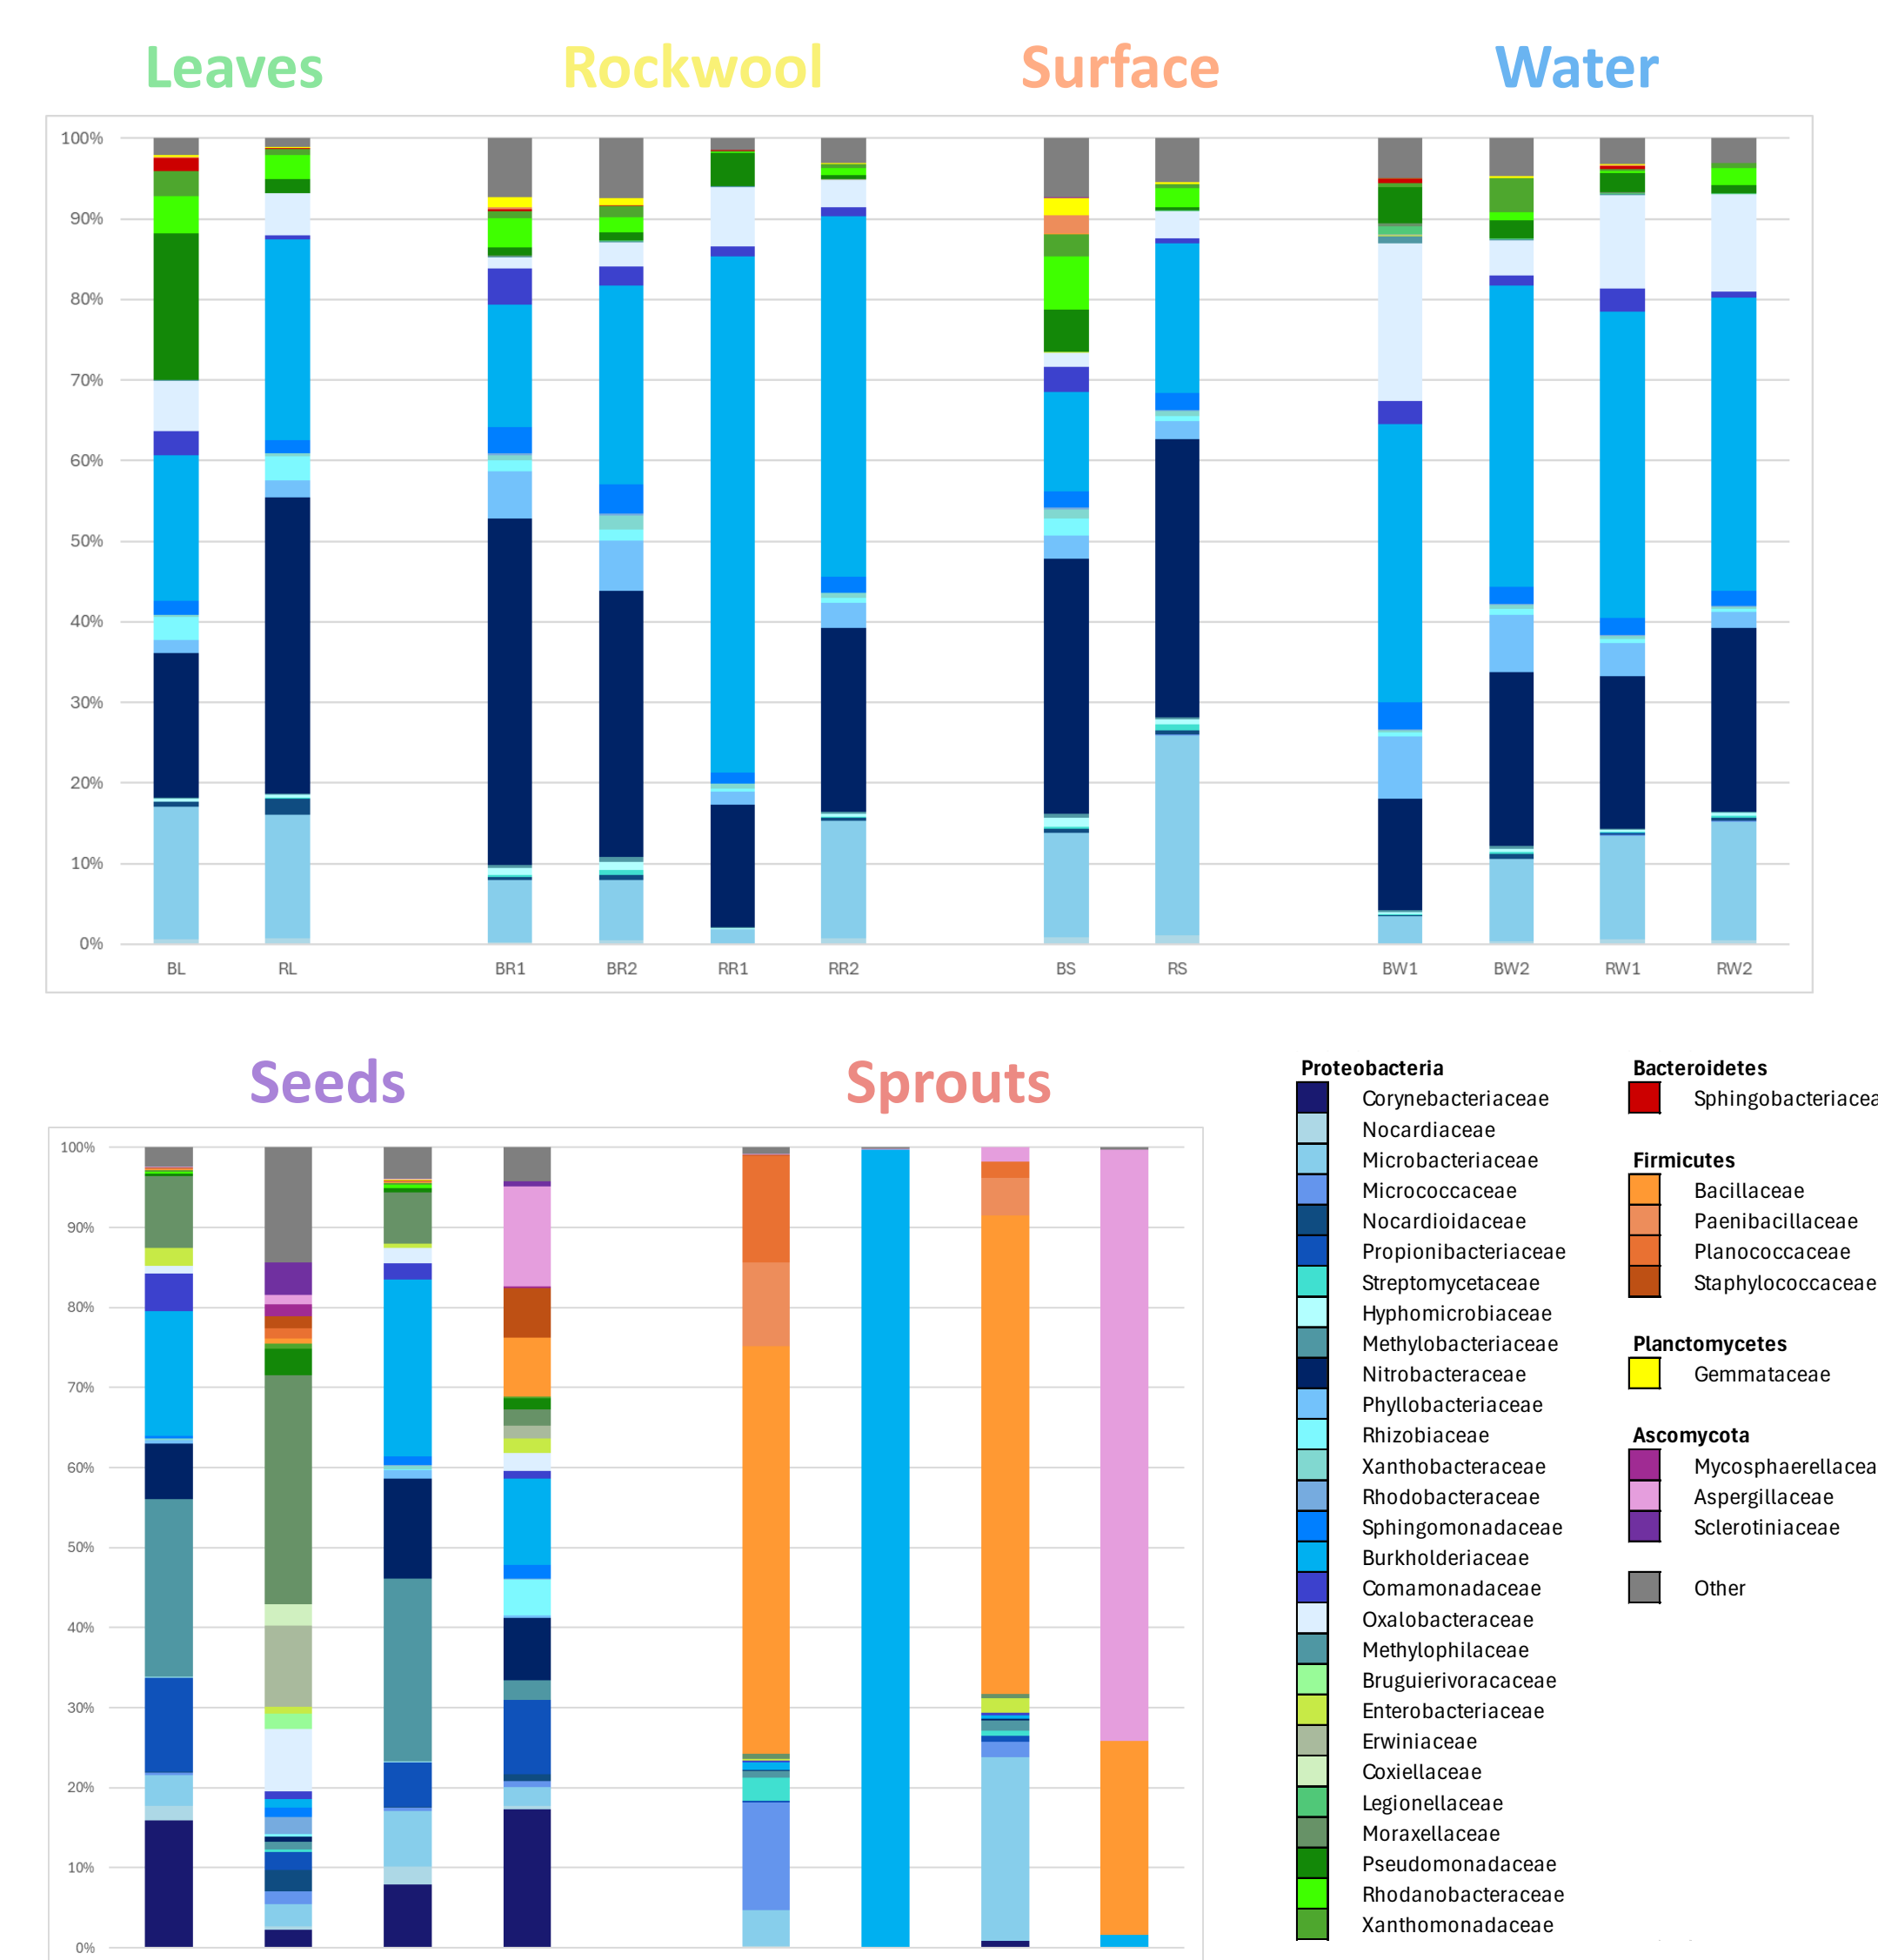 Leaves Rockwool Surface Water
100%
90%
80%
70%
60%
50%
40%
30%
20%
10%
0%
BL RL BR1 BR2 RR1 RR2 BS RS BW1 BW2 RW1 RW2
Seeds Sprouts
100%
90%
80%
70%
60%
50%
40%
30%
20%
10%
0%
Proteobacteria
Corynebacteriaceae
Nocardiaceae
Microbacteriaceae
Micrococcaceae
Nocardioidaceae
Propionibacteriaceae
Streptomycetaceae
Hyphomicrobiaceae
Methylobacteriaceae
Nitrobacteraceae
Phyllobacteriaceae
Rhizobiaceae
Xanthobacteraceae
Rhodobacteraceae
Sphingomonadaceae
Burkholderiaceae
Comamonadaceae
Oxalobacteraceae
Methylophilaceae
Bruguierivoracaceae
Enterobacteriaceae
Erwiniaceae
Coxiellaceae
Legionellaceae
Moraxellaceae
Pseudomonadaceae
Rhodanobacteraceae
Xanthomonadaceae
Bacteroidetes
Sphingobacteriacea
Firmicutes
Bacillaceae
Paenibacillaceae
Planococcaceae
Staphylococcaceae
Planctomycetes
Gemmataceae
Ascomycota
Mycosphaerellacea
Aspergillaceae
Sclerotiniaceae
Other